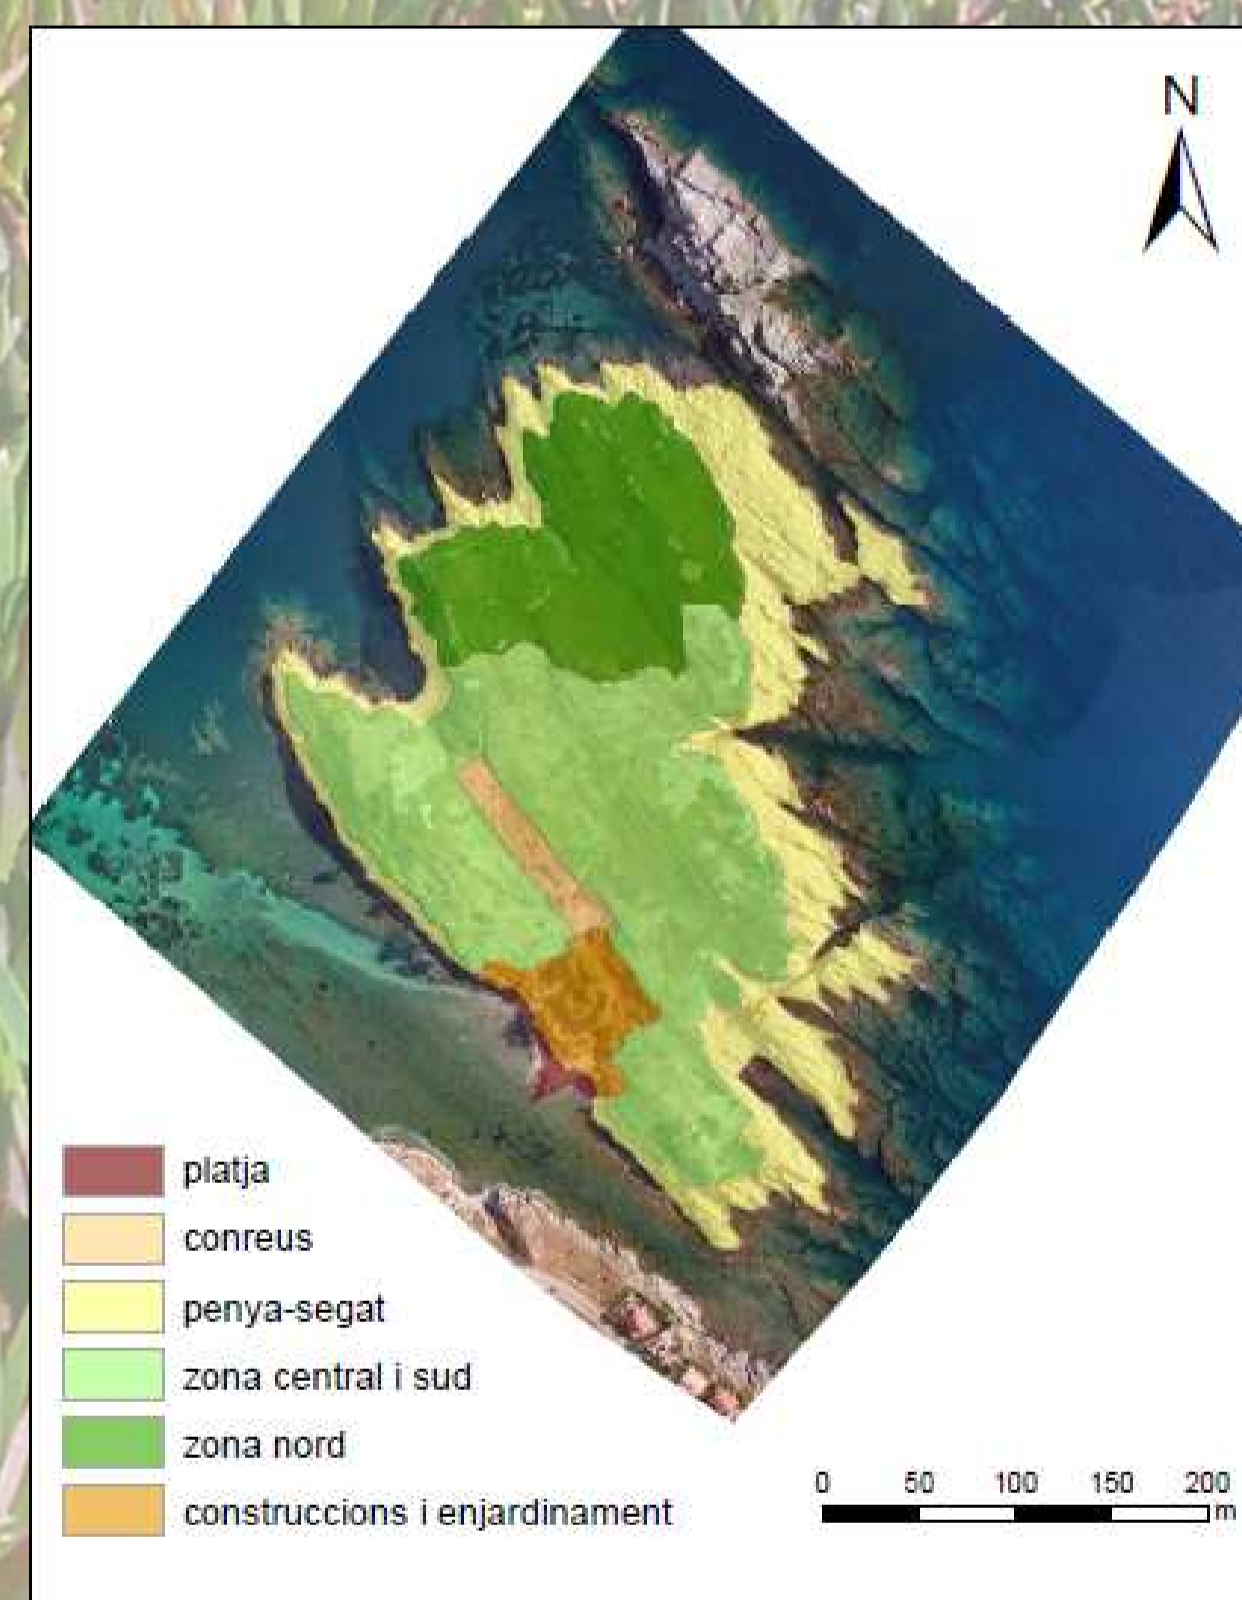 N
platja
conreus
penya-segat
zona central i sud
zona nord
construccions i enjardinament
0 50 100 150 200
m